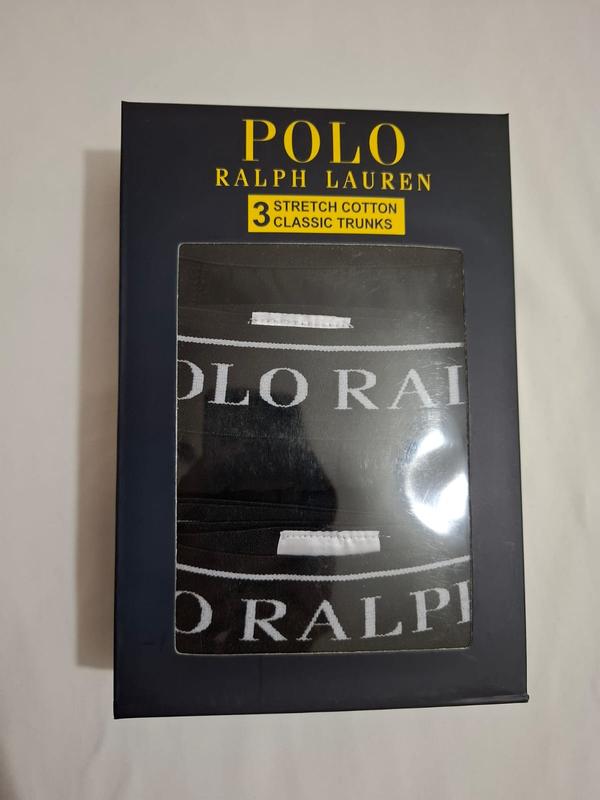 POLO
RALPH LAUREN
3 STRETCH COTTON
CLASSIC TRUNKS
OLO RAL
O RALPH